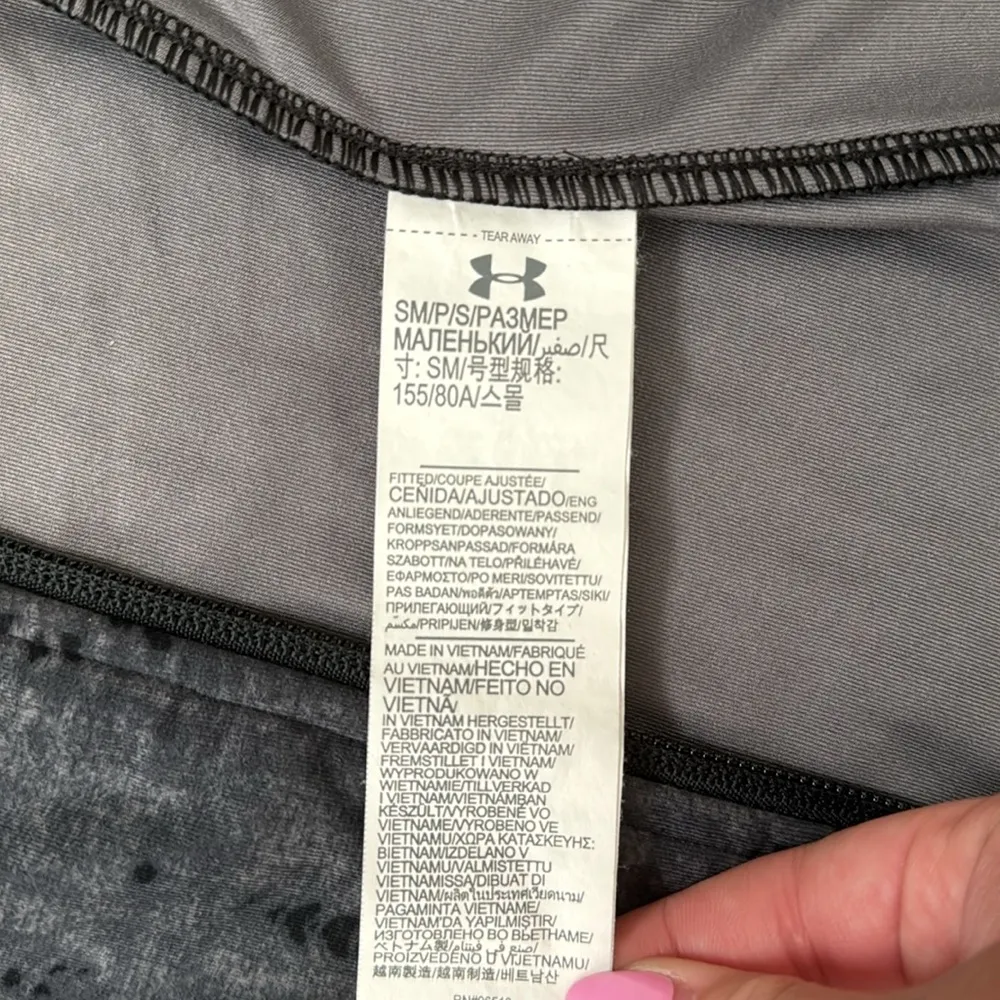 TEAR AWAY
SM/P/S/РАЗМЕР
МАЛЕНЬКИЙ/صغير/尺
寸: SM/号型规格:
155/80A/스몰
FITTED/COUPE AJUSTÉE/
CEÑIDA/AJUSTADO/ENG
ANLIEGEND/ADERENTE/PASSEND/
FORMSYET/DOPASOWANY/
KROPPSANPASSAD/FORMÁRA
SZABOTT/NA TELO/PŘILÉHAVÉ/
ΕΦΑΡΜΟΣΤΟ/PO MERI/SOVITETTU/
PAS BADAN/พอดีตัว/APTEMPTAS/SIKI/
ПРИЛЕГАЮЩИЙ/フィットタイプ/
مكسّم/PRIPIJEN/修身型/밀착감
MADE IN VIETNAM/FABRIQUÉ
AU VIETNAM/HECHO EN
VIETNAM/FEITO NO
VIETNÃ/
IN VIETNAM HERGESTELLT/
FABBRICATO IN VIETNAM/
VERVAARDIGD IN VIETNAM/
FREMSTILLET I VIETNAM/
WYPRODUKOWANO W
WIETNAMIE/TILLVERKAD
I VIETNAM/VIETNÁMBAN
KÉSZÜLT/VYROBENÉ VO
VIETNAME/VYROBENO VE
VIETNAMU/ΧΩΡΑ ΚΑΤΑΣΚΕΥΗΣ:
ΒΙΕΤΝΑΜ/IZDELANO V
VIETNAMU/VALMISTETTU
VIETNAMISSA/DIBUAT DI
VIETNAM/ผลิตในประเทศเวียดนาม/
PAGAMINTA VIETNAME/
VIETNAM'DA YAPILMIŞTIR/
ИЗГОТОВЛЕНО ВО ВЬЕТНАМЕ/
ベトナム製/صنع في فيتنام/
PROIZVEDENO U VIJETNAMU/
越南製造/越南制造/베트남산